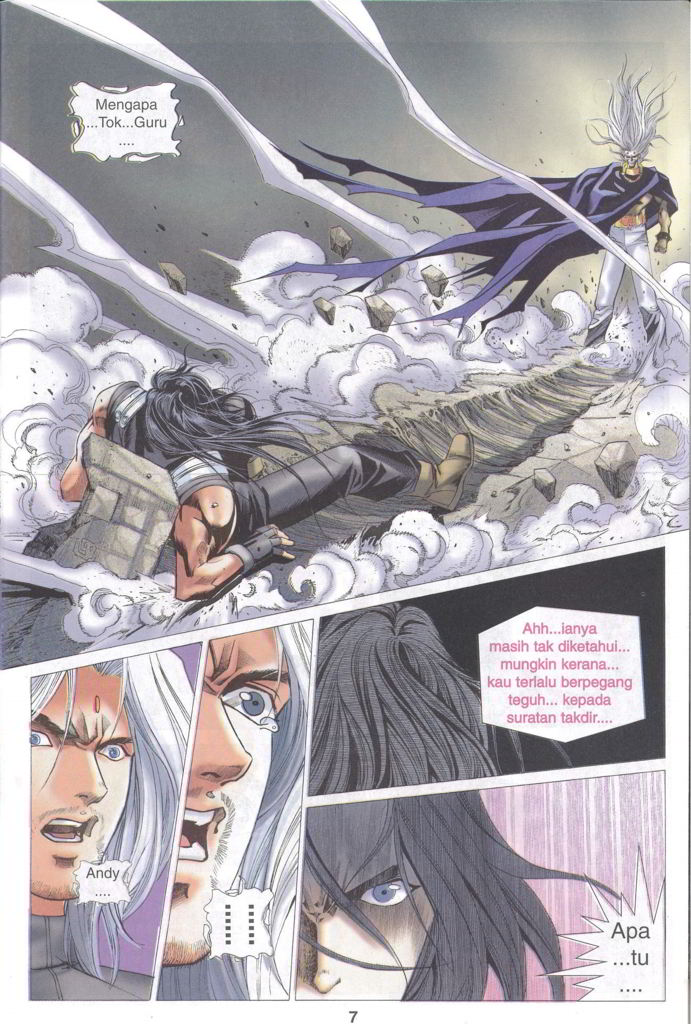 Mengapa
...Tok...Guru
....
Ahh...ianya
masih tak diketahui...
mungkin kerana...
kau terlalu berpegang
teguh... kepada
suratan takdir....
Andy
....
Apa
...tu
....
7